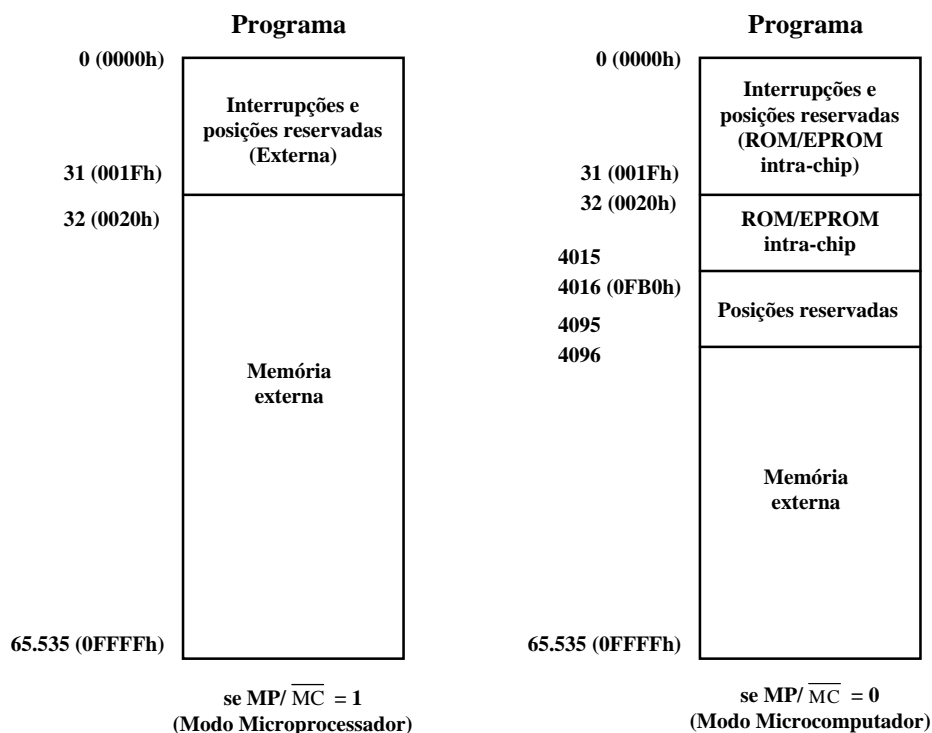 Programa
0 (0000h)
Interrupções e
posições reservadas
(Externa)
31 (001Fh)
32 (0020h)
Memória
externa
65.535 (0FFFFh)
se MP/ MC = 1
(Modo Microprocessador)
Programa
0 (0000h)
Interrupções e
posições reservadas
(ROM/EPROM
intra-chip)
31 (001Fh)
32 (0020h)
ROM/EPROM
intra-chip
4015
4016 (0FB0h)
Posições reservadas
4095
4096
Memória
externa
65.535 (0FFFFh)
se MP/ MC = 0
(Modo Microcomputador)